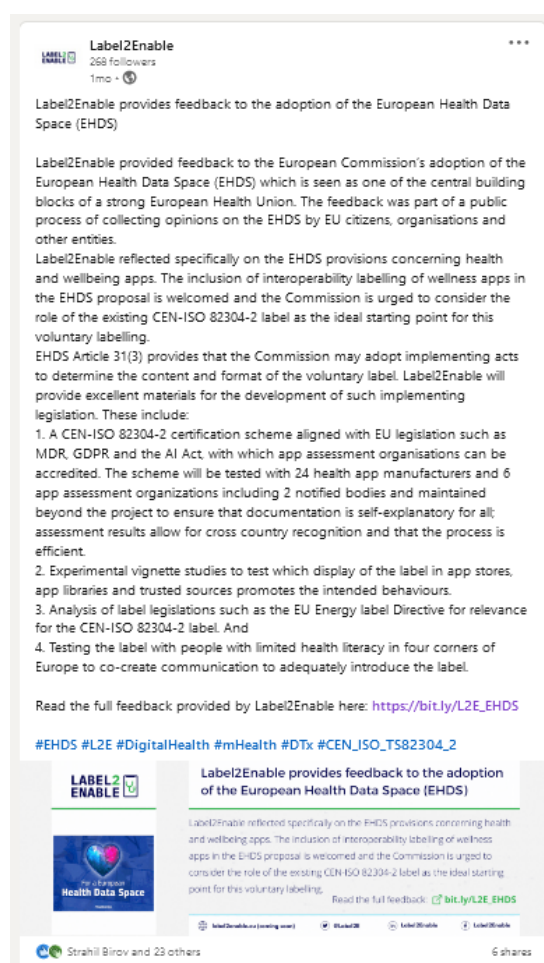 Label2Enable
268 followers
1mo •
Label2Enable provides feedback to the adoption of the European Health Data
Space (EHDS)
Label2Enable provided feedback to the European Commission's adoption of the
European Health Data Space (EHDS) which is seen as one of the central building
blocks of a strong European Health Union. The feedback was part of a public
process of collecting opinions on the EHDS by EU citizens, organisations and
other entities.
Label2Enable reflected specifically on the EHDS provisions concerning health
and wellbeing apps. The inclusion of interoperability labelling of wellness apps in
the EHDS proposal is welcomed and the Commission is urged to consider the
role of the existing CEN-ISO 82304-2 label as the ideal starting point for this
voluntary labelling.
EHDS Article 31(3) provides that the Commission may adopt implementing acts
to determine the content and format of the voluntary label. Label2Enable will
provide excellent materials for the development of such implementing
legislation. These include:
1. A CEN-ISO 82304-2 certification scheme aligned with EU legislation such as
MDR, GDPR and the AI Act, with which app assessment organisations can be
accredited. The scheme will be tested with 24 health app manufacturers and 6
app assessment organizations including 2 notified bodies and maintained
beyond the project to ensure that documentation is self-explanatory for all;
assessment results allow for cross country recognition and that the process is
efficient.
2. Experimental vignette studies to test which display of the label in app stores,
app libraries and trusted sources promotes the intended behaviours.
3. Analysis of label legislations such as the EU Energy label Directive for relevance
for the CEN-ISO 82304-2 label. And
4. Testing the label with people with limited health literacy in four corners of
Europe to co-create communication to adequately introduce the label.
Read the full feedback provided by Label2Enable here: https://bit.ly/L2E_EHDS
#EHDS #L2E #DigitalHealth #mHealth #DTx #CEN_ISO_TS82304_2
LABEL2
ENABLE
For a European
Health Data Space
Label2Enable provides feedback to the adoption
of the European Health Data Space (EHDS)
Label2Enable reflected specifically on the EHDS provisions concerning health
and wellbeing apps. The inclusion of interoperability labelling of wellness
apps in the EHDS proposal is welcomed and the Commission is urged to
consider the role of the existing CEN-ISO 82304-2 label as the ideal starting
point for this voluntary labelling.
Read the full feedback: bit.ly/L2E_EHDS
label2enable.eu (coming soon) Label2Enable Label2Enable
Strahil Birov and 23 others
6 shares